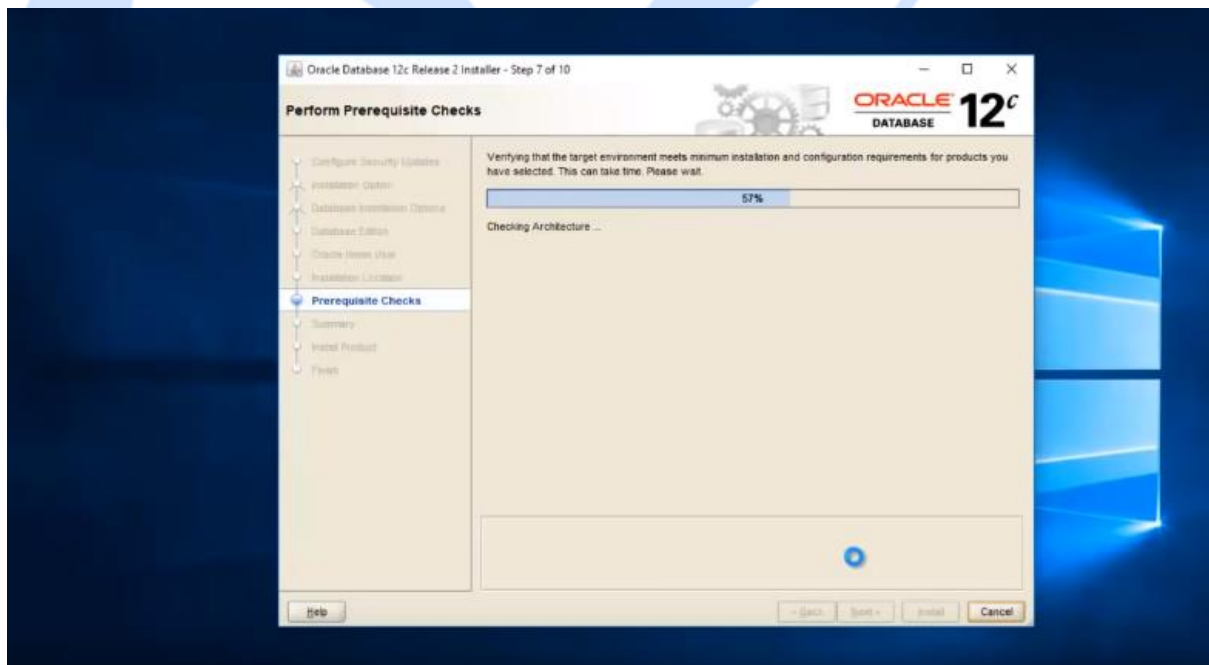 Oracle Database 12c Release 2 Installer - Step 7 of 10
Perform Prerequisite Checks
ORACLE
DATABASE
12c
Configure Security Updates
Installation Option
Database Installation Options
Database Edition
Oracle Home User
Installation Location
Prerequisite Checks
Summary
Install Product
Finish
Verifying that the target environment meets minimum installation and configuration requirements for products you
have selected. This can take time. Please wait.
57%
Checking Architecture ...
Help
< Back
Next >
Install
Cancel